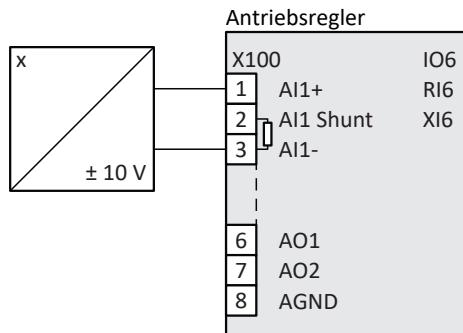 Antriebsregler
x
X100 IO6
1 AI1+ RI6
2 AI1 Shunt XI6
3 AI1-
± 10 V
6 AO1
7 AO2
8 AGND